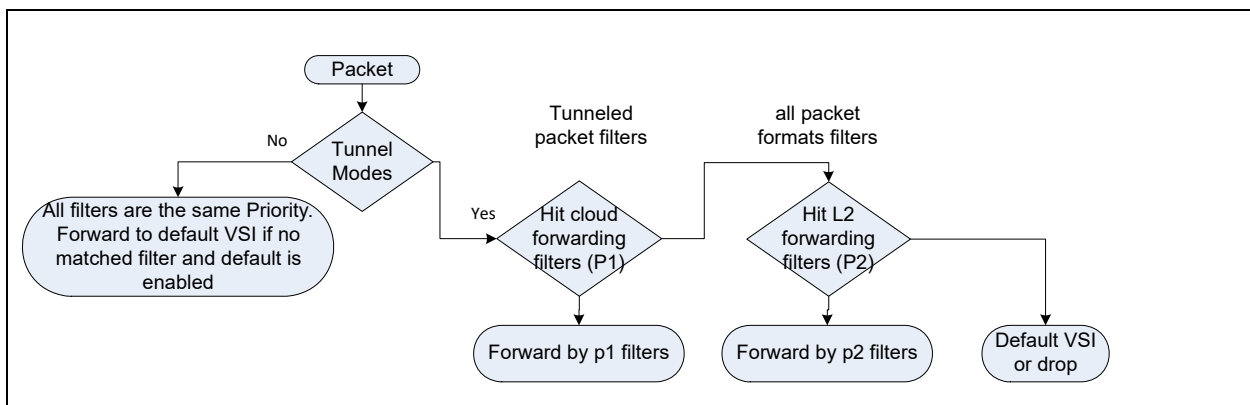 Packet
Tunneled
packet filters
all packet
formats filters
No
Tunnel
Modes
All filters are the same Priority.
Forward to default VSI if no
matched filter and default is
enabled
Yes
Hit cloud
forwarding
filters (P1)
Hit L2
forwarding
filters (P2)
Forward by p1 filters
Forward by p2 filters
Default VSI
or drop